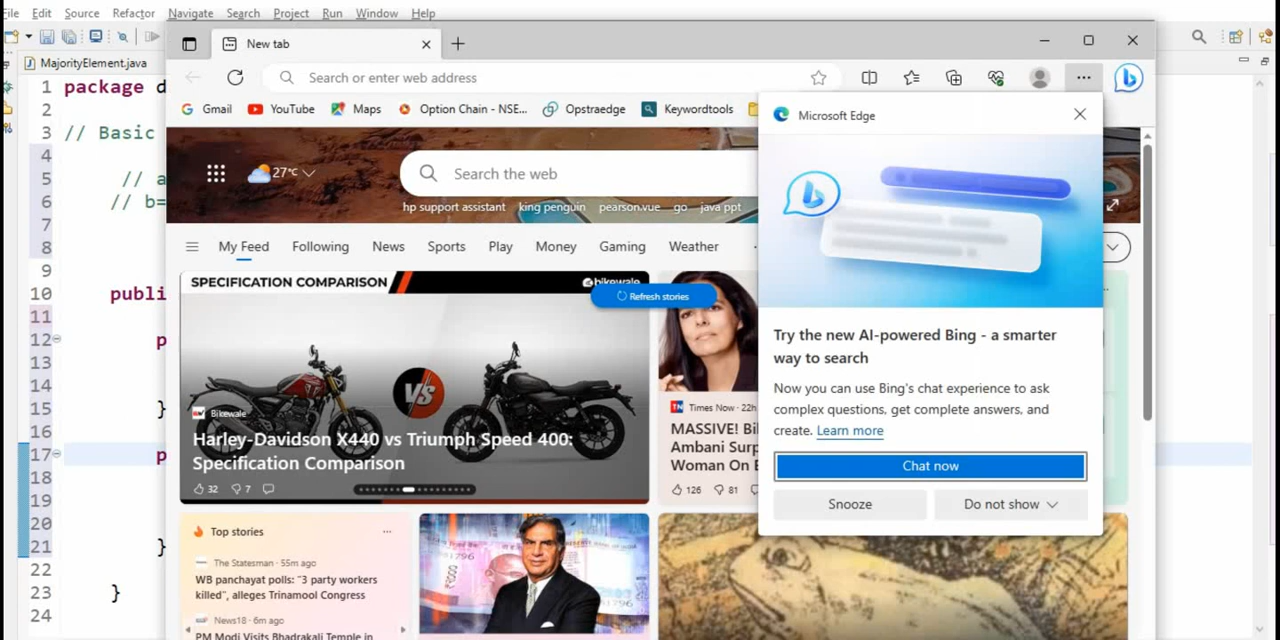 File Edit Source Refactor Navigate Search Project Run Window Help
New tab
MajorityElement.java
Search or enter web address
Gmail YouTube Maps Option Chain - NSE... Opstraedge Keywordtools
1 package d
2
3 // Basic
4
5 // a
6 // b=
7
8
9
10 publi
11
12 p
13
14
15 }
16
17 p
18
19
20
21 }
22
23 }
24
27°C
Search the web
hp support assistant king penguin pearson.vue go java ppt
My Feed Following News Sports Play Money Gaming Weather
SPECIFICATION COMPARISON
bikewale
Refresh stories
VS
Bikewale
Harley-Davidson X440 vs Triumph Speed 400:
Specification Comparison
32 7
TN Times Now · 22h
MASSIVE! Bil
Ambani Surp
Woman On E
126 81
Top stories
The Statesman · 55m ago
WB panchayat polls: "3 party workers
killed", alleges Trinamool Congress
News18 · 6m ago
PM Modi Visits Bhadrakali Temple in
Microsoft Edge
Try the new AI-powered Bing - a smarter
way to search
Now you can use Bing's chat experience to ask
complex questions, get complete answers, and
create. Learn more
Chat now
Snooze Do not show